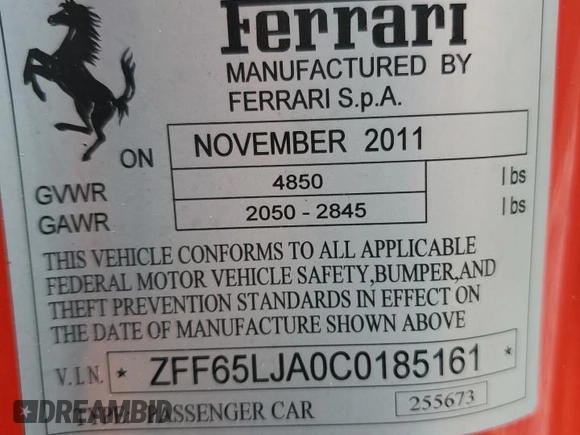 Ferrari
MANUFACTURED BY
FERRARI S.p.A.
ON NOVEMBER 2011
GVWR 4850 lbs
GAWR 2050 - 2845 lbs
THIS VEHICLE CONFORMS TO ALL APPLICABLE
FEDERAL MOTOR VEHICLE SAFETY,BUMPER,AND
THEFT PREVENTION STANDARDS IN EFFECT ON
THE DATE OF MANUFACTURE SHOWN ABOVE
V.I.N. * ZFF65LJA0C0185161 *
TYPE: PASSENGER CAR 255673
DREAMBID